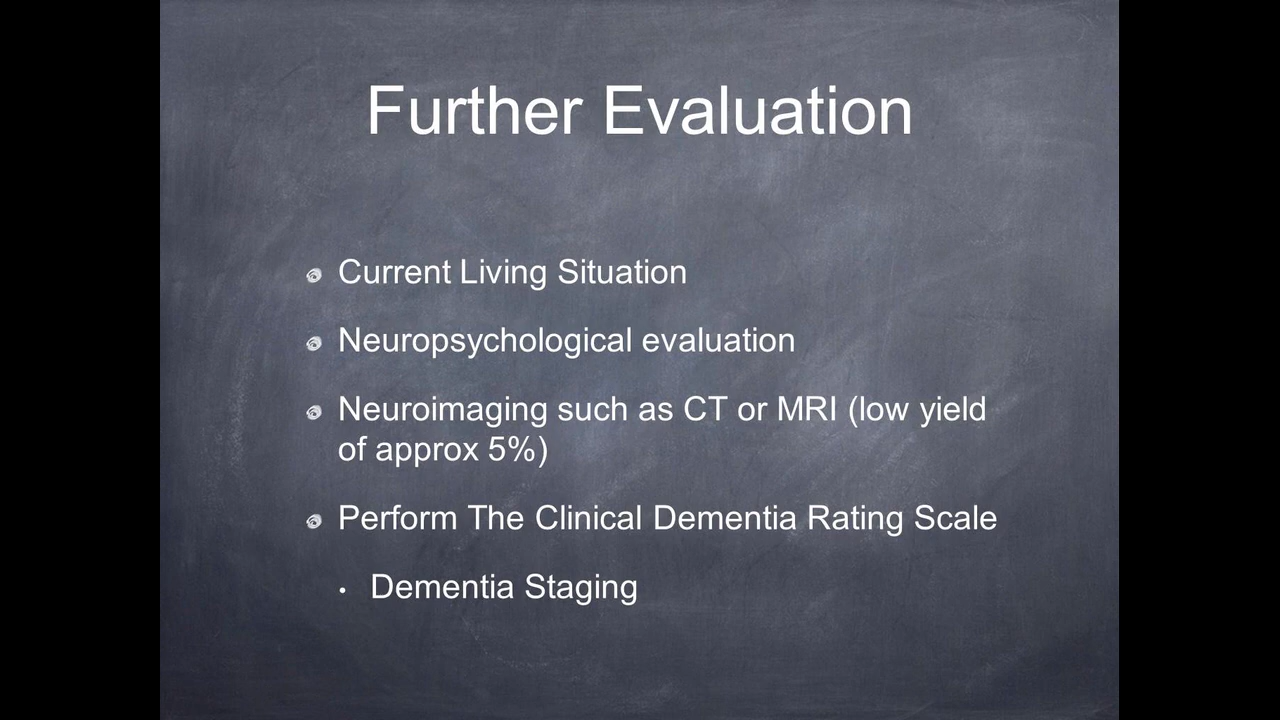 Further Evaluation
Current Living Situation
Neuropsychological evaluation
Neuroimaging such as CT or MRI (low yield
of approx 5%)
Perform The Clinical Dementia Rating Scale
Dementia Staging